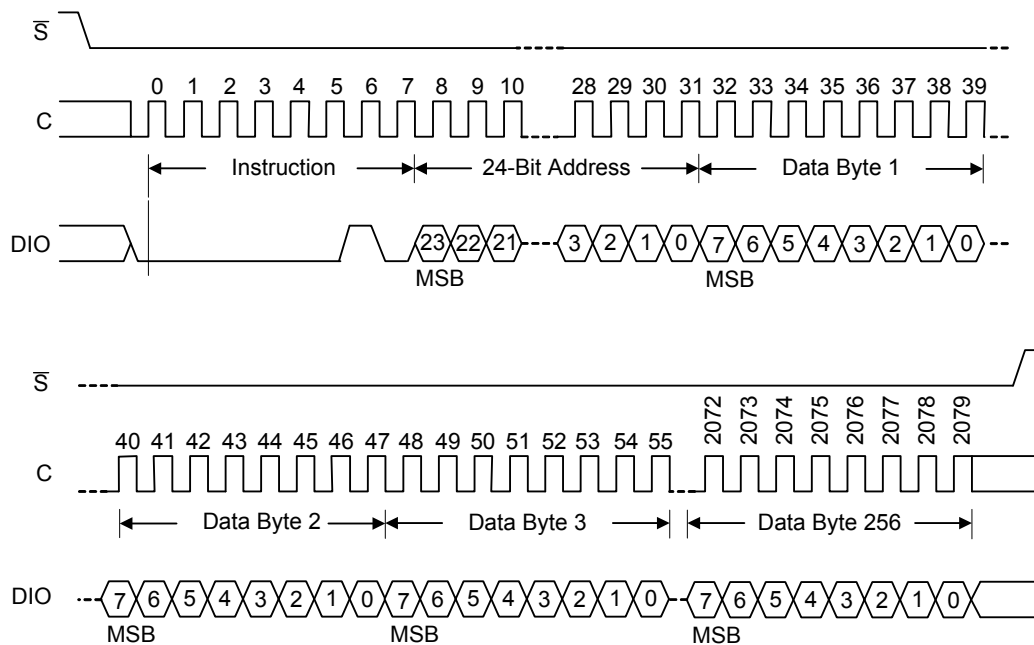 S
0 1 2 3 4 5 6 7 8 9 10 28 29 30 31 32 33 34 35 36 37 38 39
C
Instruction 24-Bit Address Data Byte 1
DIO 23 22 21 3 2 1 0 7 6 5 4 3 2 1 0
MSB MSB
S
40 41 42 43 44 45 46 47 48 49 50 51 52 53 54 55 2072 2073 2074 2075 2076 2077 2078 2079
C
Data Byte 2 Data Byte 3 Data Byte 256
DIO 7 6 5 4 3 2 1 0 7 6 5 4 3 2 1 0 7 6 5 4 3 2 1 0
MSB MSB MSB